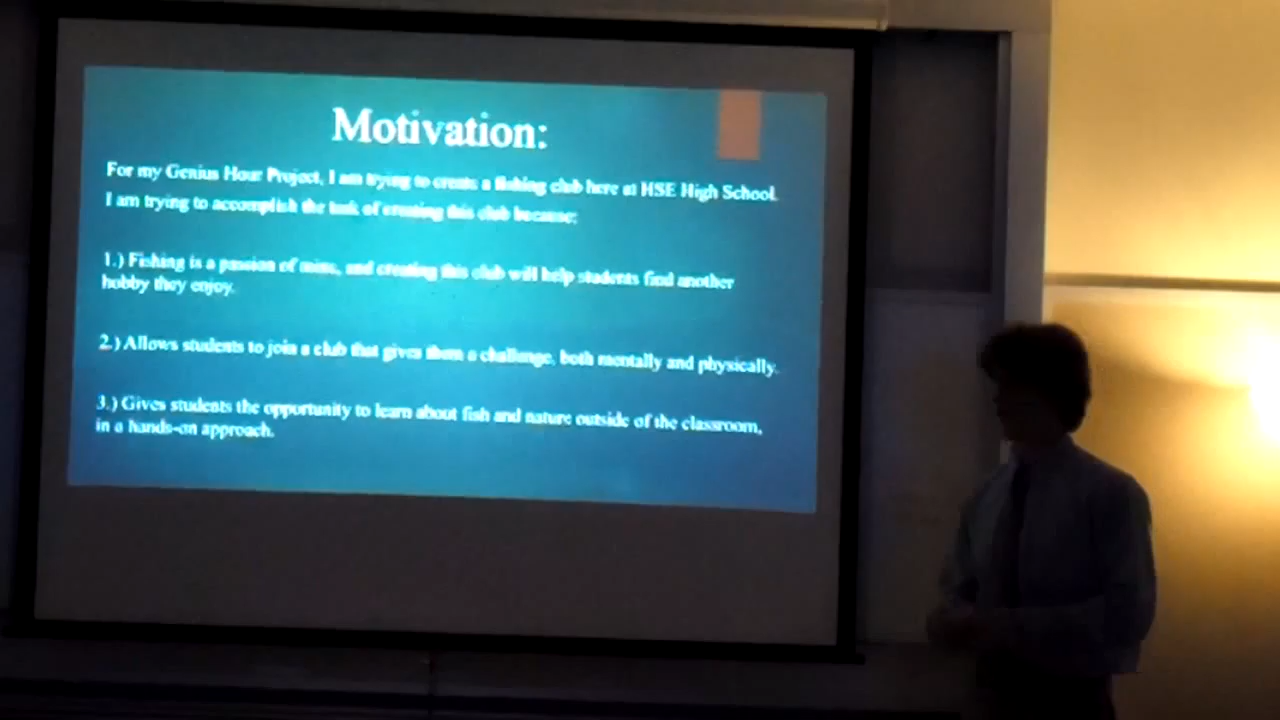 Motivation:
For my Genius Hour Project, I am trying to create a fishing club here at HSE High School.
I am trying to accomplish the task of creating this club because:
1.) Fishing is a passion of mine, and creating this club will help students find another
hobby they enjoy.
2.) Allows students to join a club that gives them a challenge, both mentally and physically.
3.) Gives students the opportunity to learn about fish and nature outside of the classroom,
in a hands-on approach.